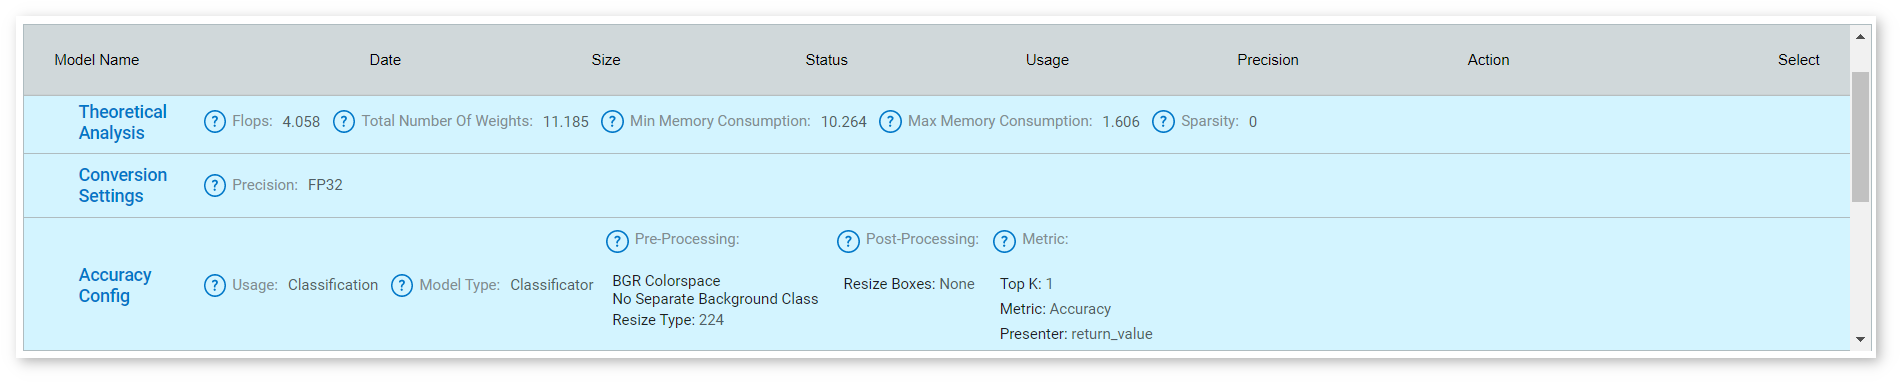 Model Name Date Size Status Usage Precision Action Select
Theoretical
Analysis
? Flops: 4.058 ? Total Number Of Weights: 11.185 ? Min Memory Consumption: 10.264 ? Max Memory Consumption: 1.606 ? Sparsity: 0
Conversion
Settings
? Precision: FP32
Accuracy
Config
? Usage: Classification ? Model Type: Classificator
? Pre-Processing:
BGR Colorspace
No Separate Background Class
Resize Type: 224
? Post-Processing:
Resize Boxes: None
? Metric:
Top K: 1
Metric: Accuracy
Presenter: return_value